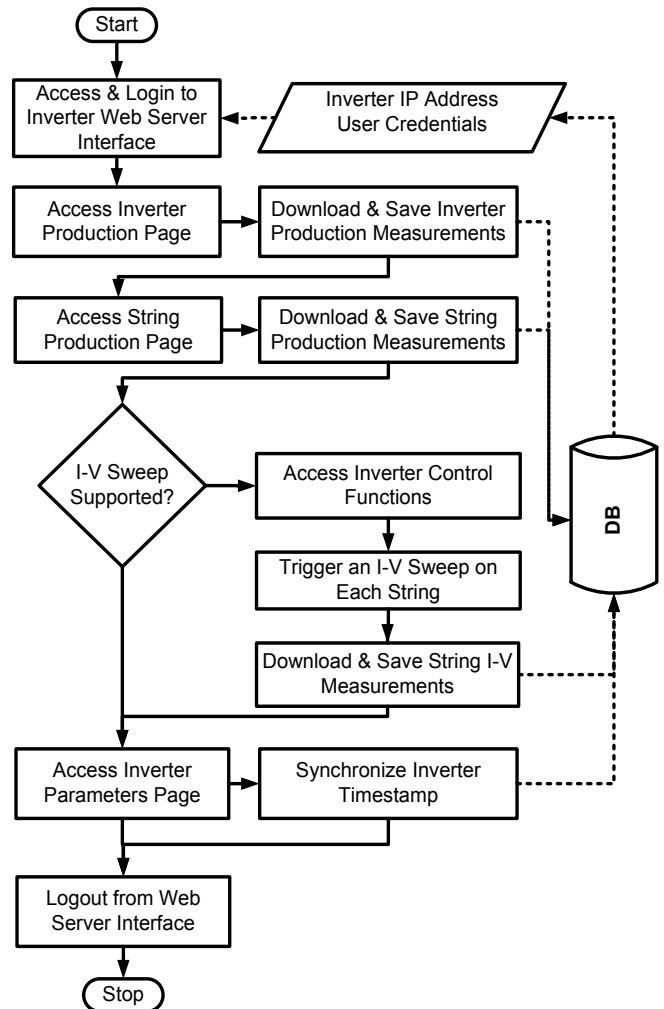 Start
Access & Login to
Inverter Web Server
Interface
Inverter IP Address
User Credentials
Access Inverter
Production Page
Download & Save Inverter
Production Measurements
Access String
Production Page
Download & Save String
Production Measurements
I-V Sweep
Supported?
Access Inverter Control
Functions
DB
Trigger an I-V Sweep on
Each String
Download & Save String I-V
Measurements
Access Inverter
Parameters Page
Synchronize Inverter
Timestamp
Logout from Web
Server Interface
Stop